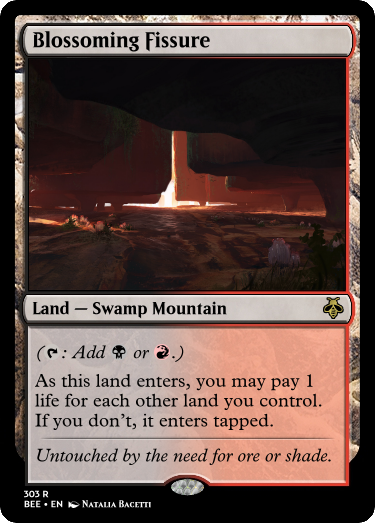 Blossoming Fissure
Land — Swamp Mountain
(: Add or .)
As this land enters, you may pay 1
life for each other land you control.
If you don't, it enters tapped.
Untouched by the need for ore or shade.
303 R
BEE • EN Natalia Bacetti